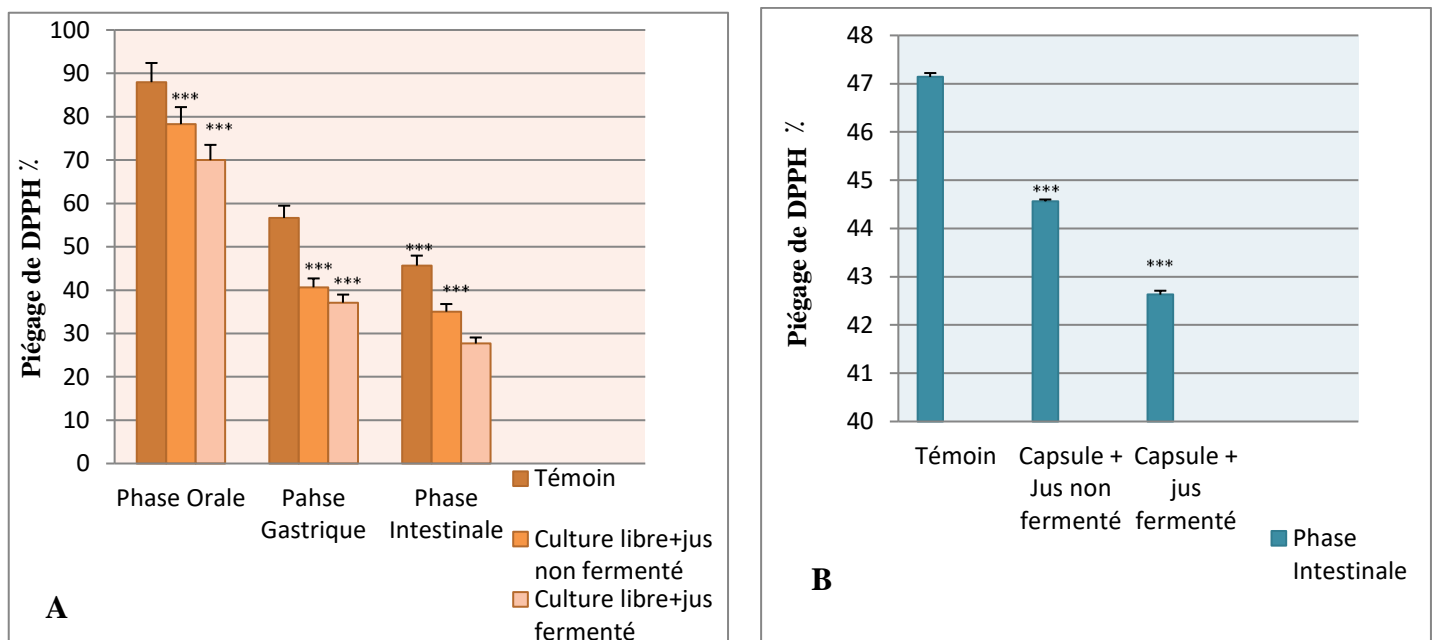 Piégage de DPPH %
100
90
80
70
60
50
40
30
20
10
0
***
***
***
***
***
***
Phase Orale
Pahse
Gastrique
Phase
Intestinale
Témoin
Culture libre+jus
non fermenté
Culture libre+jus
fermenté
A
Piégage de DPPH %
48
47
46
45
44
43
42
41
40
***
***
Témoin
Capsule +
Jus non
fermenté
Capsule +
jus
fermenté
Phase
Intestinale
B